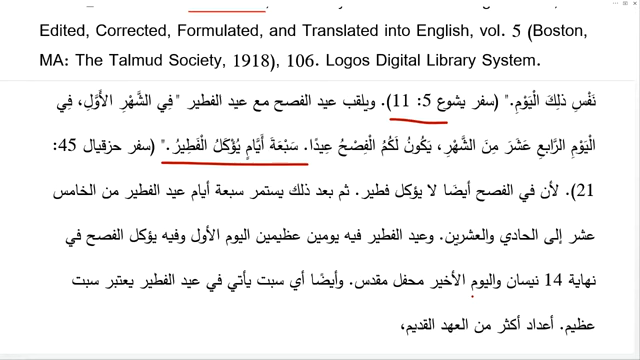 Edited, Corrected, Formulated, and Translated into English, vol. 5 (Boston,
MA: The Talmud Society, 1918), 106. Logos Digital Library System.
نَفْسِ ذلِكَ الْيَوْمِ." (سفر يشوع 5: 11). ويلقب عيد الفصح مع عيد الفطير "فِي الشَّهْرِ الأَوَّلِ، فِي
الْيَوْمِ الرَّابعِ عَشَرَ مِنَ الشَّهْرِ، يَكُونُ لَكُمُ الْفِصْحُ عِيدًا. سَبْعَةَ أَيَّامٍ يُؤْكَلُ الْفَطِيرُ." (سفر حزقيال 45:
21). لأن في الفصح أيضَا لا يؤكل فطير. ثم بعد ذلك يستمر سبعة أيام عيد الفطير من الخامس
عشر إلى الحادي والعشرين. وعيد الفطير فيه يومين عظيمين اليوم الأول وفيه يؤكل الفصح في
نهاية 14 نيسان واليوم الأخير محفل مقدس. وأيضًا أي سبت يأتي في عيد الفطير يعتبر سبت
عظيم. أعداد أكثر من العهد القديم،